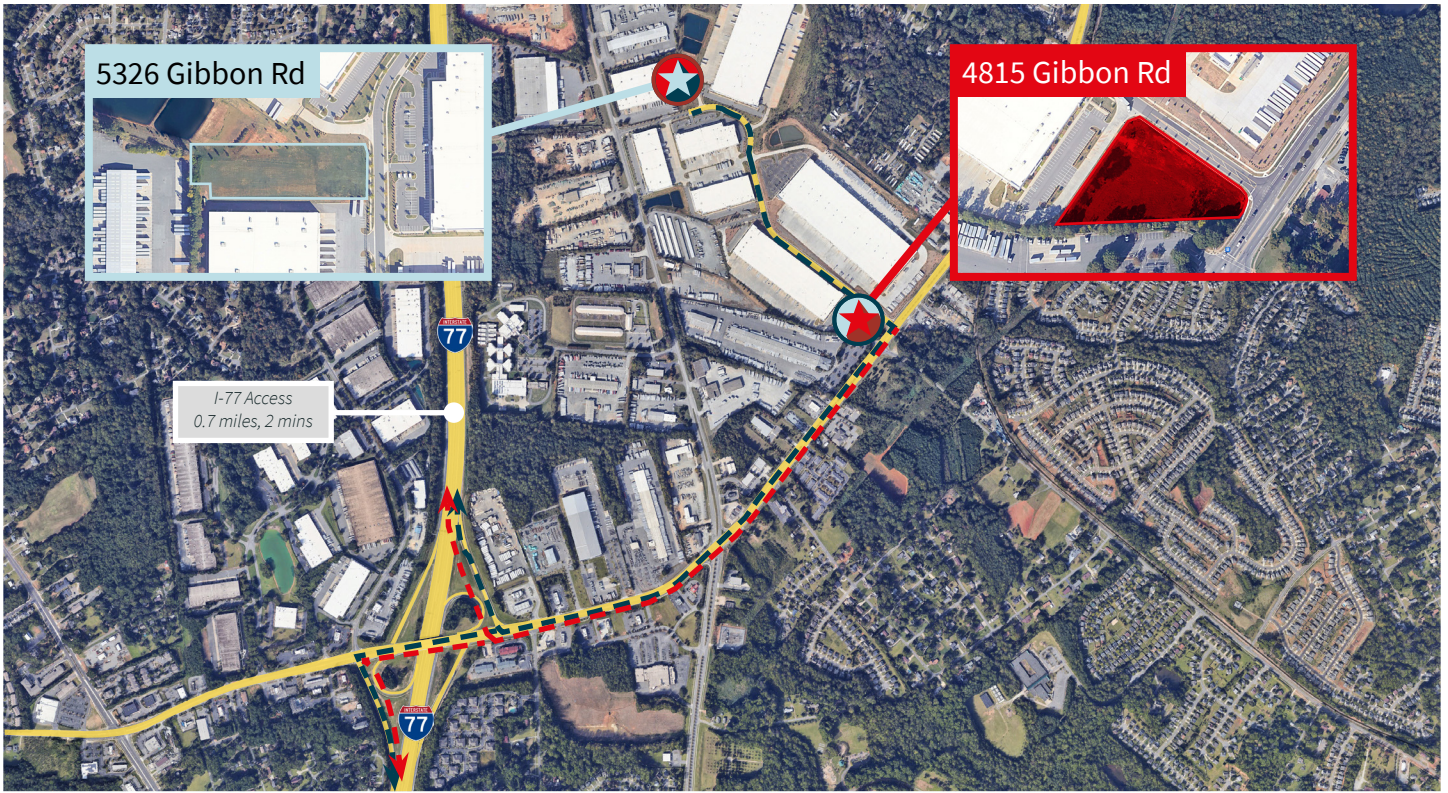 5326 Gibbon Rd
4815 Gibbon Rd
INTERSTATE
77
I-77 Access
0.7 miles, 2 mins
INTERSTATE
77